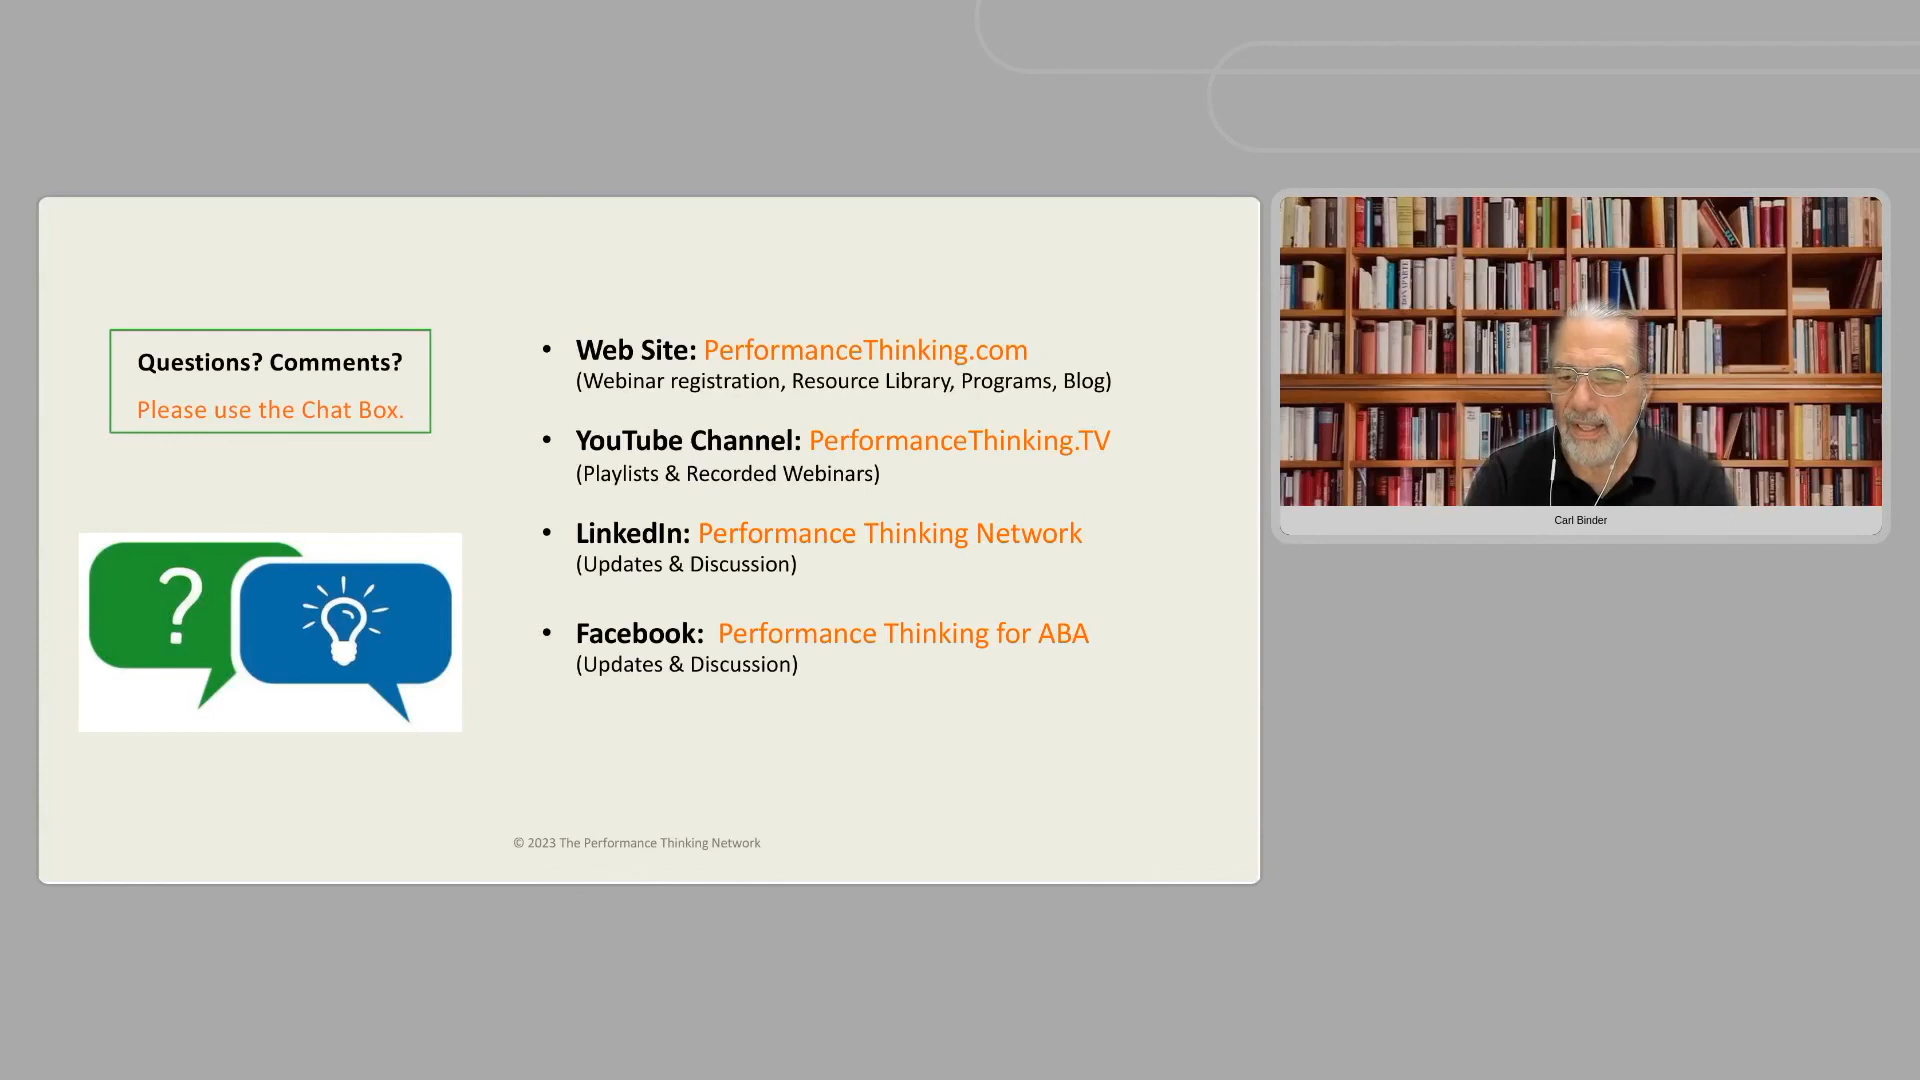 Questions? Comments?
Please use the Chat Box.
?
• Web Site: PerformanceThinking.com
(Webinar registration, Resource Library, Programs, Blog)
• YouTube Channel: PerformanceThinking.TV
(Playlists & Recorded Webinars)
• LinkedIn: Performance Thinking Network
(Updates & Discussion)
• Facebook: Performance Thinking for ABA
(Updates & Discussion)
© 2023 The Performance Thinking Network
Carl Binder